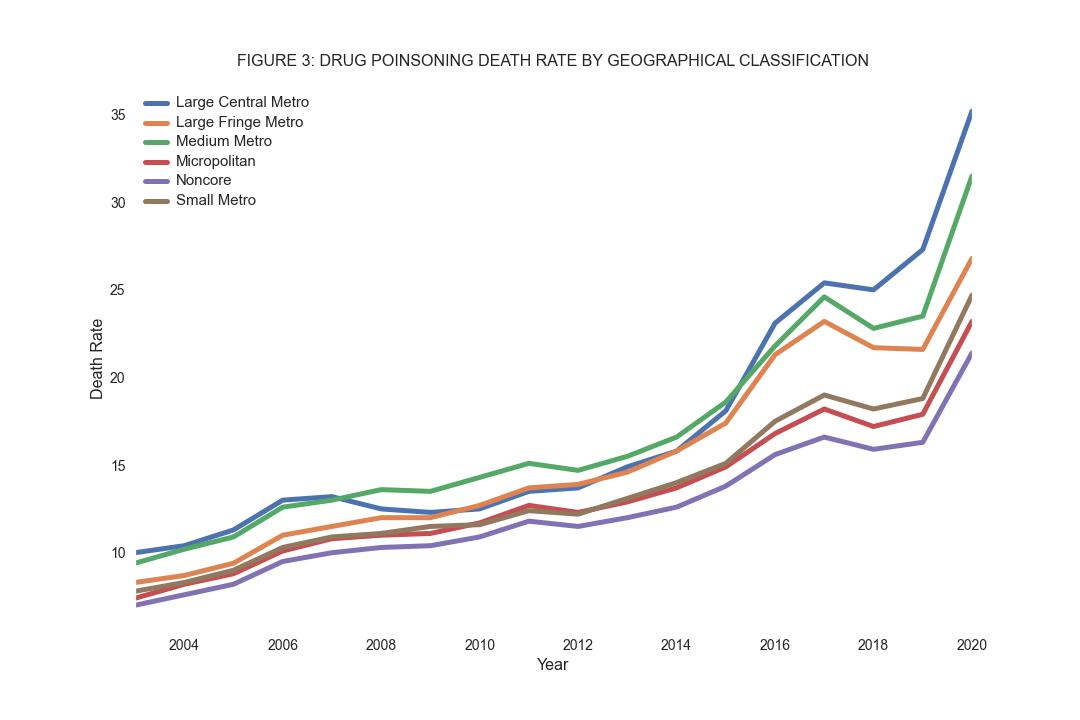 FIGURE 3: DRUG POINSONING DEATH RATE BY GEOGRAPHICAL CLASSIFICATION
Large Central Metro
Large Fringe Metro
Medium Metro
Micropolitan
Noncore
Small Metro
35
30
25
20
15
10
Death Rate
2004 2006 2008 2010 2012 2014 2016 2018 2020
Year